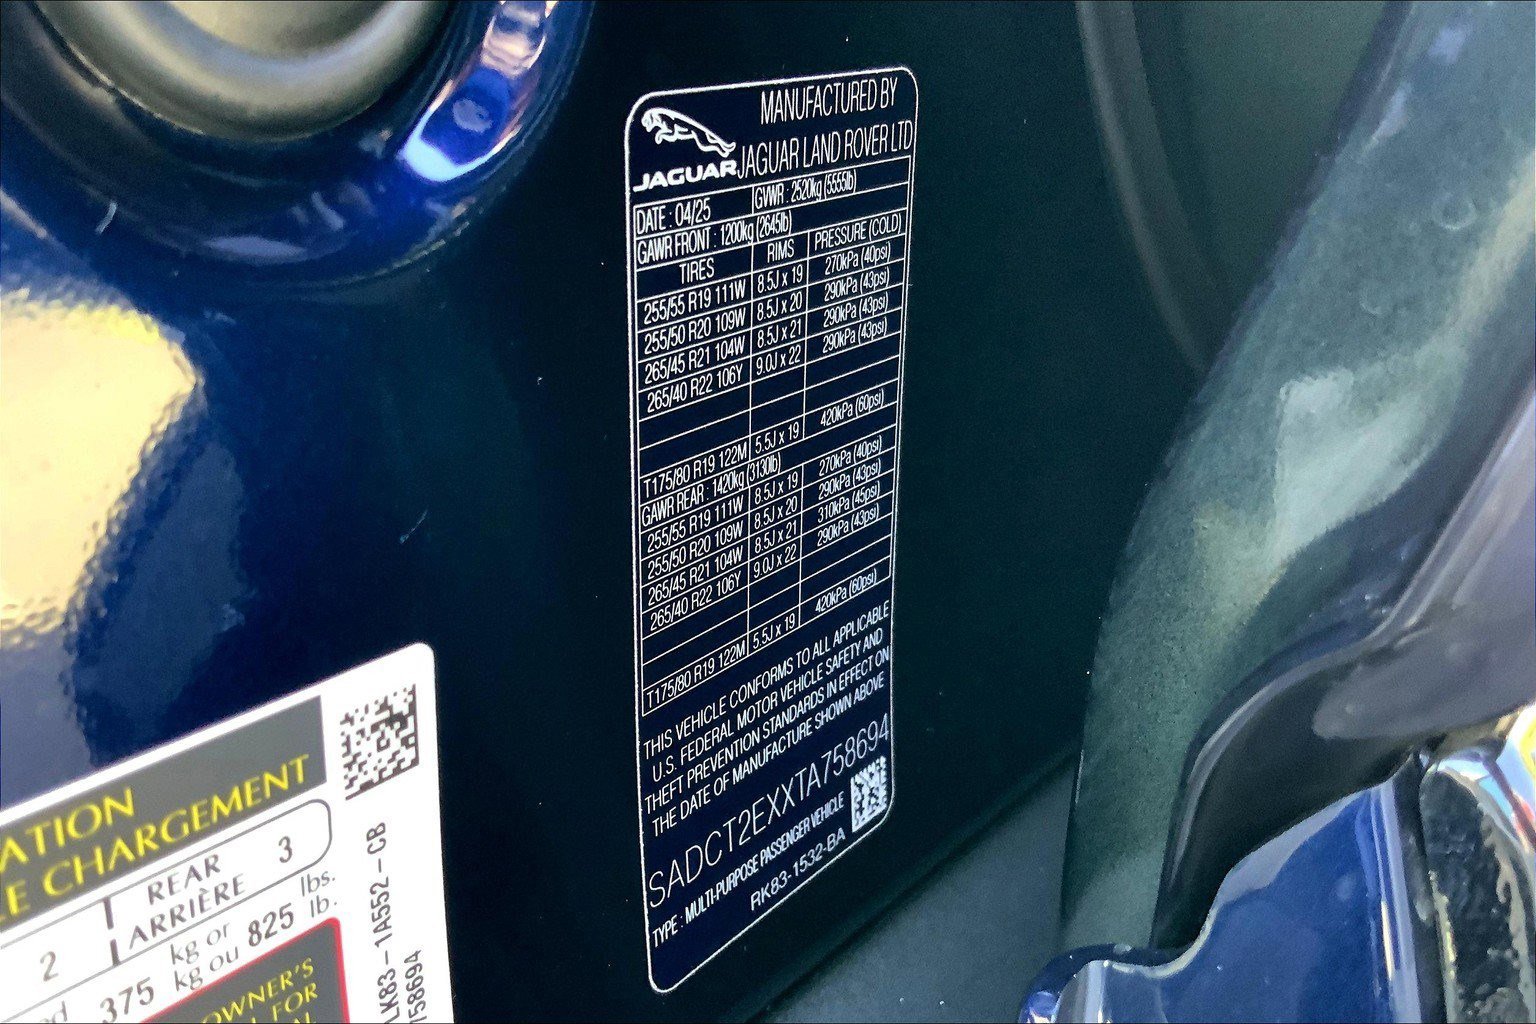 JAGUAR
MANUFACTURED BY
JAGUAR LAND ROVER LTD
DATE : 04/25 GVWR : 2520kg (5555lb)
GAWR FRONT : 1200kg (2645lb)
TIRES RIMS PRESSURE (COLD)
255/55 R19 111W 8.5J x 19 270kPa (40psi)
255/50 R20 109W 8.5J x 20 290kPa (43psi)
265/45 R21 104W 8.5J x 21 290kPa (43psi)
265/40 R22 106Y 9.0J x 22 290kPa (43psi)
T175/80 R19 122M 5.5J x 19 420kPa (60psi)
GAWR REAR : 1420kg (3130lb)
255/55 R19 111W 8.5J x 19 270kPa (40psi)
255/50 R20 109W 8.5J x 20 290kPa (43psi)
265/45 R21 104W 8.5J x 21 310kPa (45psi)
265/40 R22 106Y 9.0J x 22 290kPa (43psi)
T175/80 R19 122M 5.5J x 19 420kPa (60psi)
THIS VEHICLE CONFORMS TO ALL APPLICABLE
U.S. FEDERAL MOTOR VEHICLE SAFETY AND
THEFT PREVENTION STANDARDS IN EFFECT ON
THE DATE OF MANUFACTURE SHOWN ABOVE
SADCT2EXXTA758694
TYPE : MULTI-PURPOSE PASSENGER VEHICLE
RK83-1532-BA
ATION
E CHARGEMENT
2 REAR 3
ARRIÈRE
375 kg or 825 lbs.
kg ou lb.
OWNER'S
FOR
AL
LK83-1A552-CB
758694